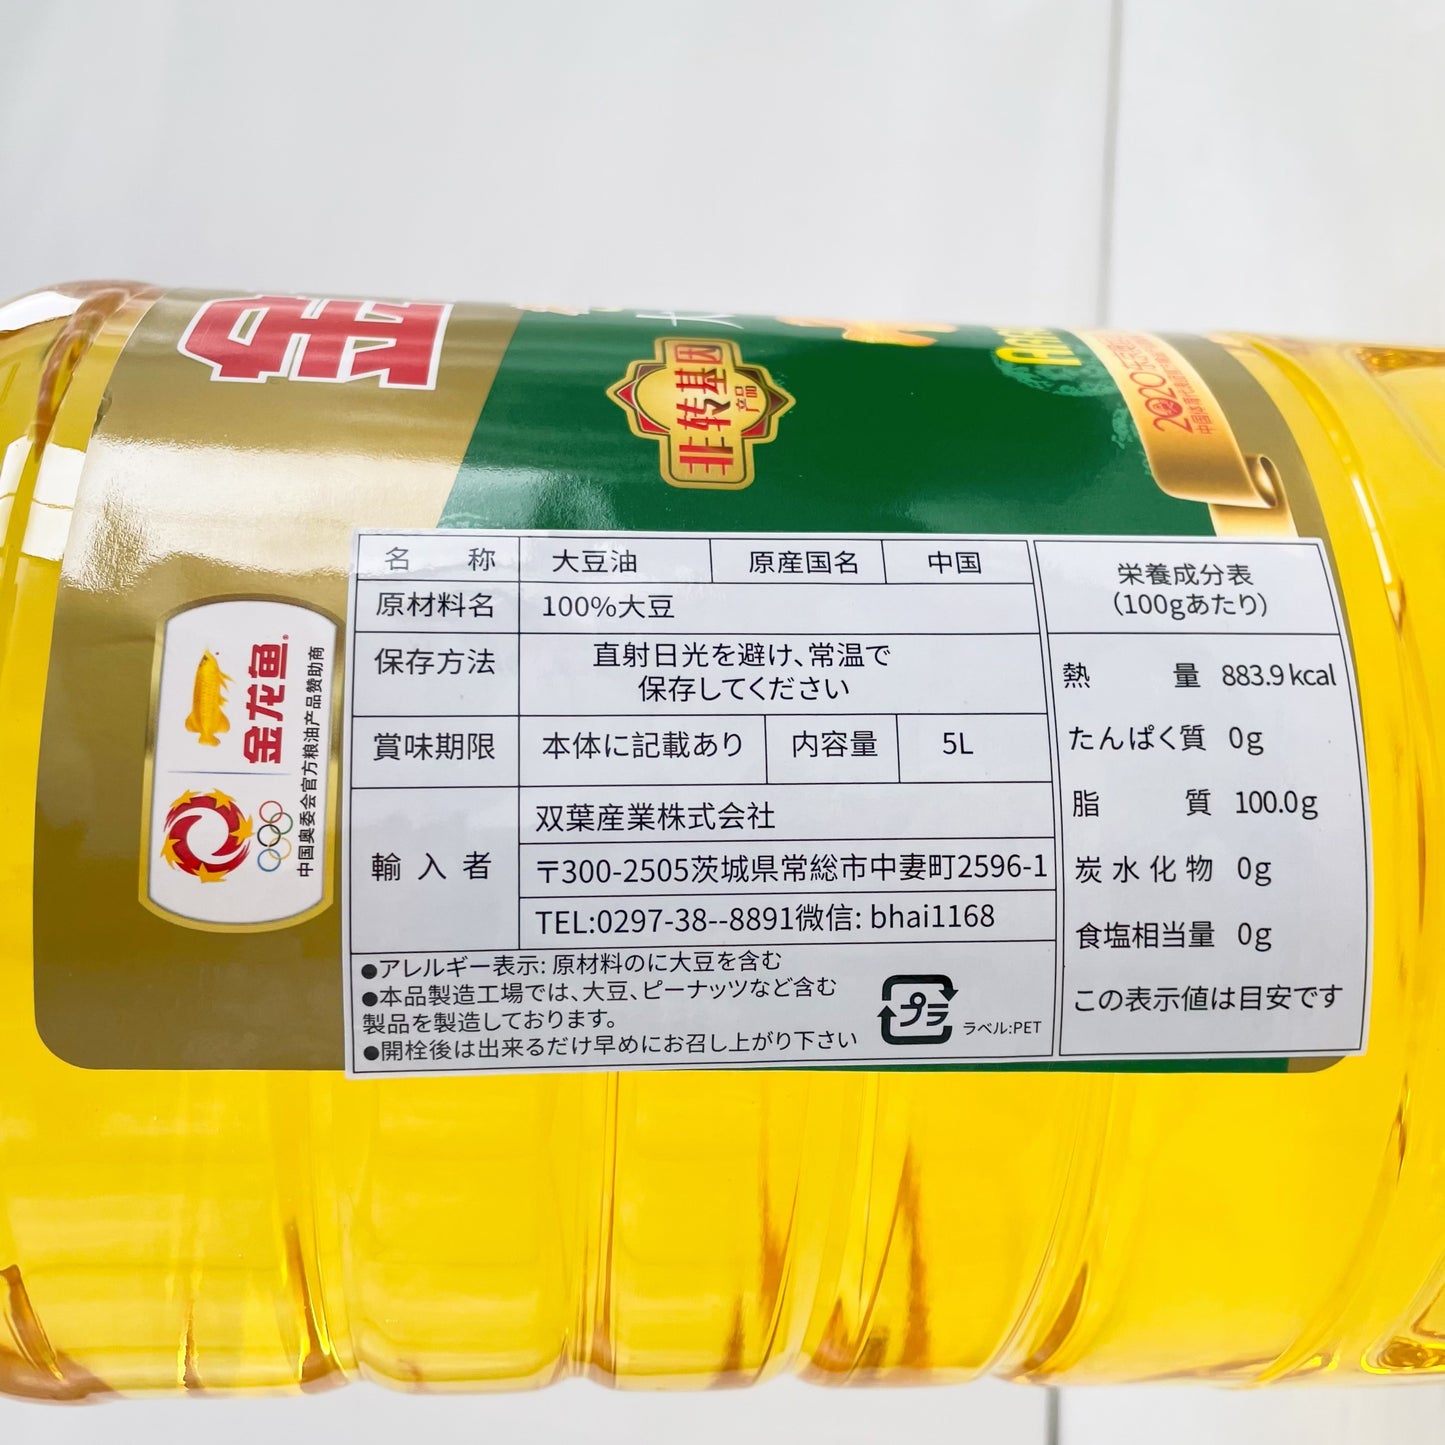 非转基因
产品
2020
金龙鱼
中国奥委会官方粮油产品赞助商
名 称 大豆油 原産国名 中国
原材料名 100%大豆
保存方法 直射日光を避け、常温で
保存してください
賞味期限 本体に記載あり 内容量 5L
輸入者 双葉産業株式会社
〒300-2505茨城県常総市中妻町2596-1
TEL:0297-38--8891微信: bhai1168
●アレルギー表示: 原材料のに大豆を含む
●本品製造工場では、大豆、ピーナッツなど含む
製品を製造しております。
●開栓後は出来るだけ早めにお召し上がり下さい
プラ
ラベル:PET
栄養成分表
(100gあたり)
熱 量 883.9 kcal
たんぱく質 0g
脂 質 100.0g
炭水化物 0g
食塩相当量 0g
この表示値は目安です